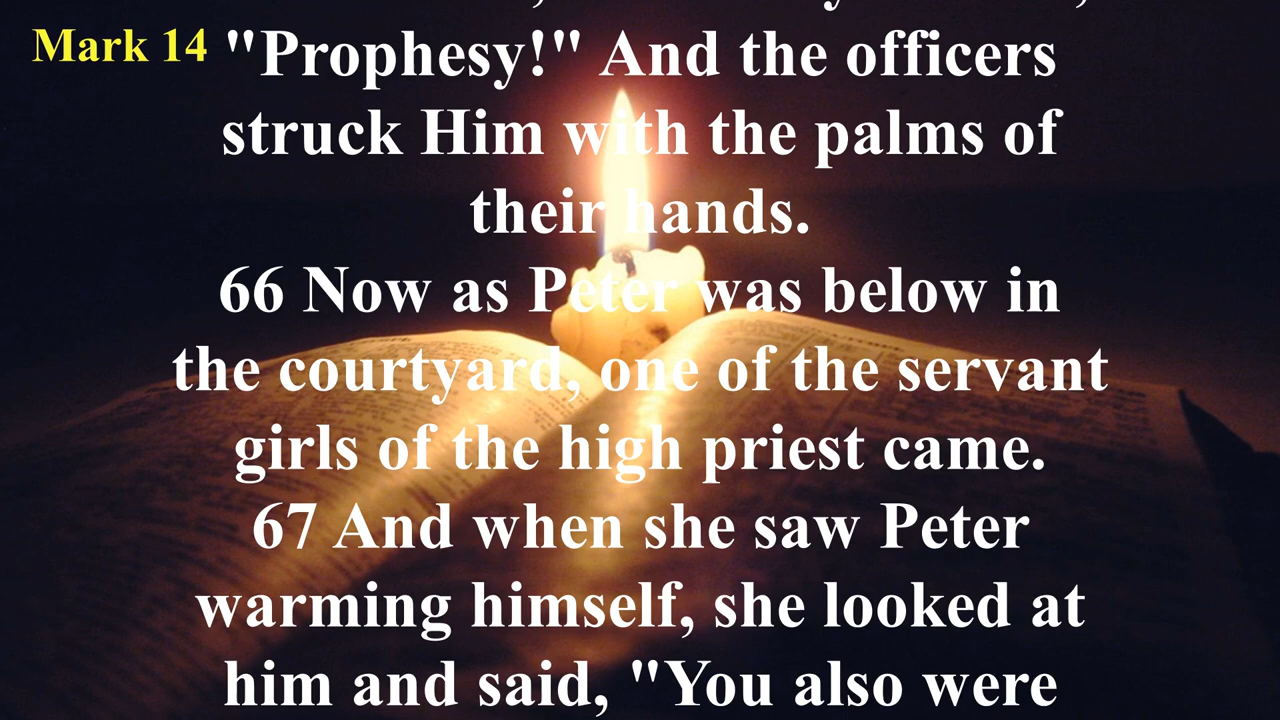 Mark 14
"Prophesy!" And the officers
struck Him with the palms of
their hands.
66 Now as Peter was below in
the courtyard, one of the servant
girls of the high priest came.
67 And when she saw Peter
warming himself, she looked at
him and said, "You also were